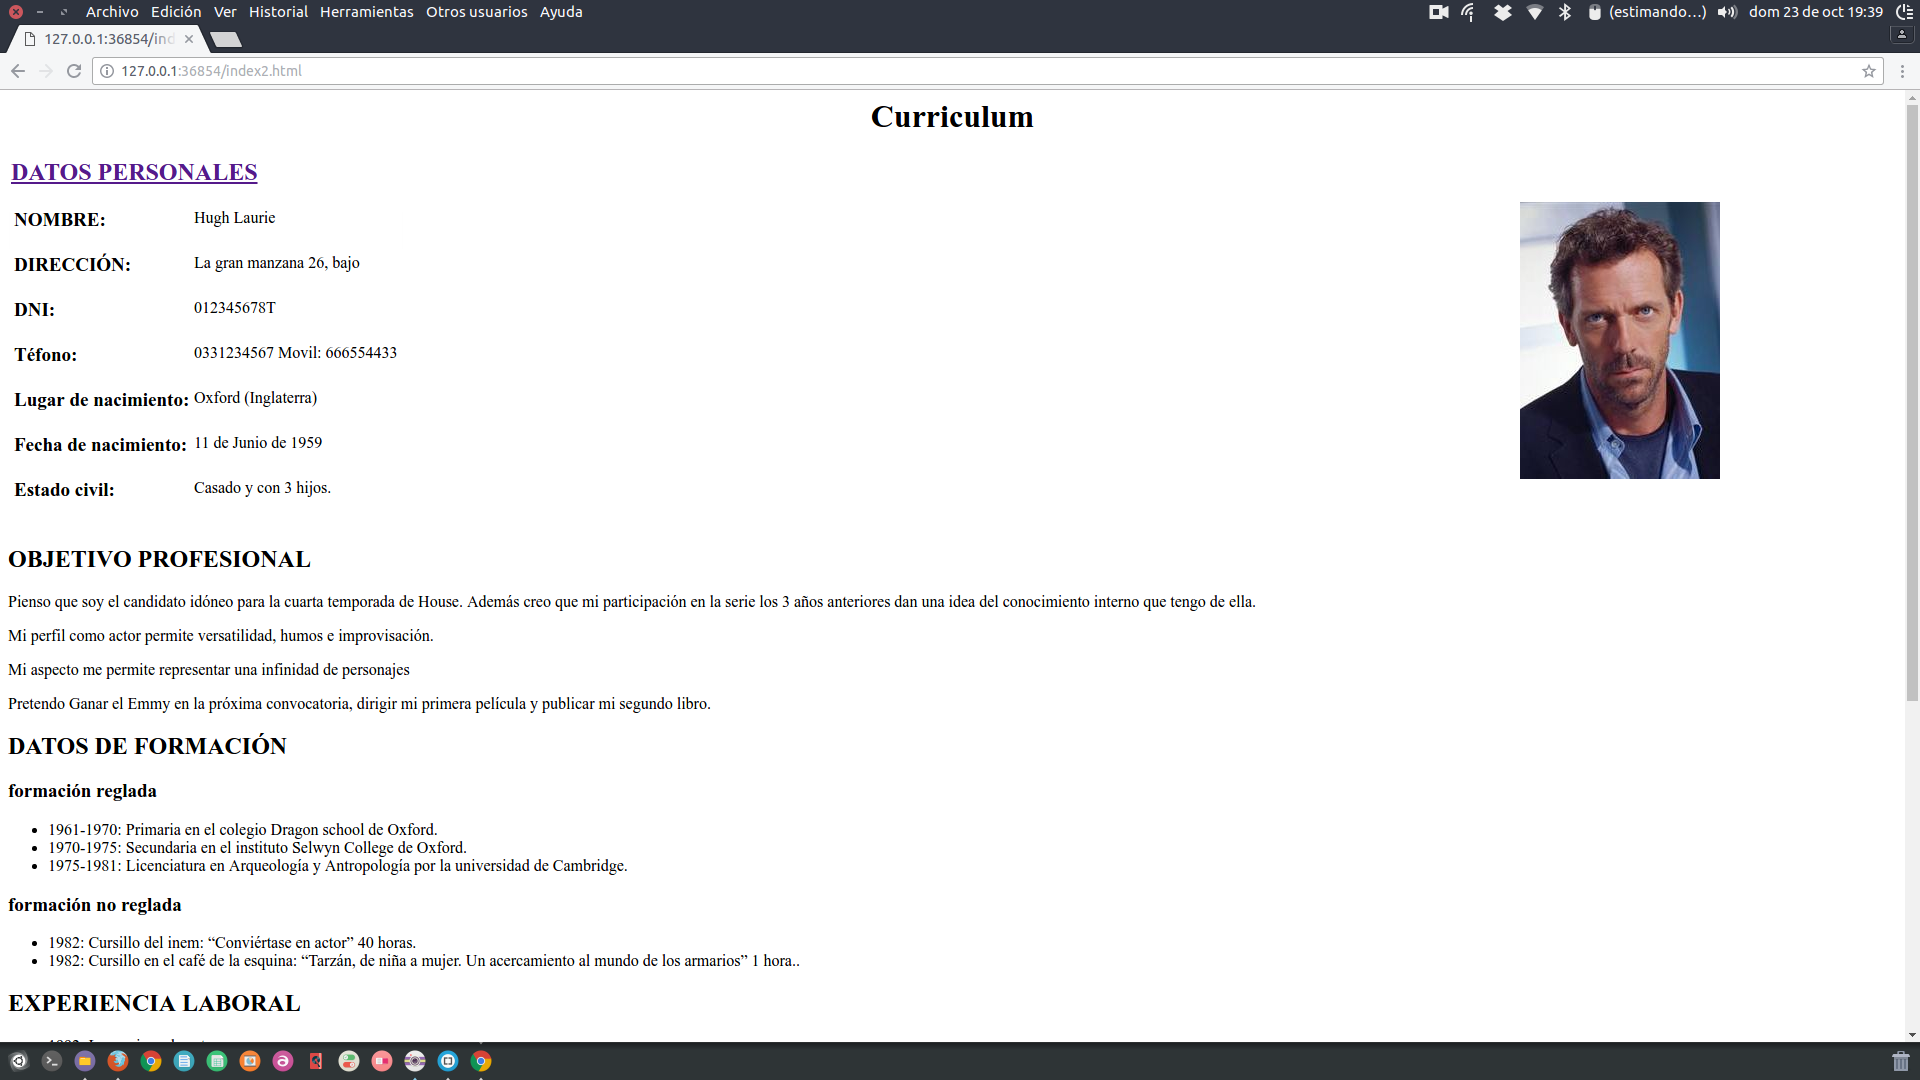 Archivo Edición Ver Historial Herramientas Otros usuarios Ayuda
(estimando...) dom 23 de oct 19:39
127.0.0.1:36854/ind
127.0.0.1:36854/index2.html
Curriculum
DATOS PERSONALES
NOMBRE: Hugh Laurie
DIRECCIÓN: La gran manzana 26, bajo
DNI: 012345678T
Téfono: 0331234567 Movil: 666554433
Lugar de nacimiento: Oxford (Inglaterra)
Fecha de nacimiento: 11 de Junio de 1959
Estado civil: Casado y con 3 hijos.
OBJETIVO PROFESIONAL
Pienso que soy el candidato idóneo para la cuarta temporada de House. Además creo que mi participación en la serie los 3 años anteriores dan una idea del conocimiento interno que tengo de ella.
Mi perfil como actor permite versatilidad, humos e improvisación.
Mi aspecto me permite representar una infinidad de personajes
Pretendo Ganar el Emmy en la próxima convocatoria, dirigir mi primera película y publicar mi segundo libro.
DATOS DE FORMACIÓN
formación reglada
• 1961-1970: Primaria en el colegio Dragon school de Oxford.
• 1970-1975: Secundaria en el instituto Selwyn College de Oxford.
• 1975-1981: Licenciatura en Arqueología y Antropología por la universidad de Cambridge.
formación no reglada
• 1982: Cursillo del inem: “Conviértase en actor” 40 horas.
• 1982: Cursillo en el café de la esquina: “Tarzán, de niña a mujer. Un acercamiento al mundo de los armarios” 1 hora..
EXPERIENCIA LABORAL